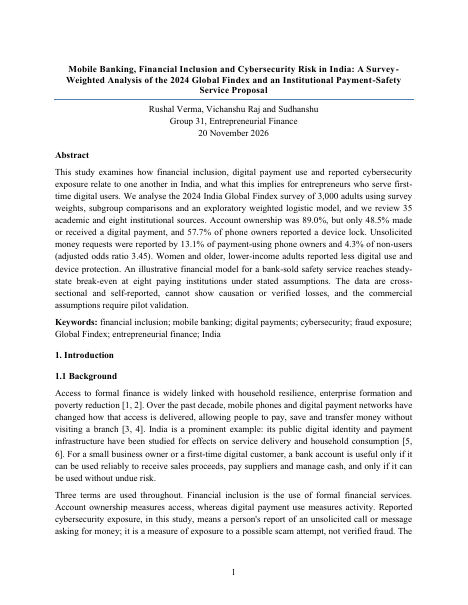 Mobile Banking, Financial Inclusion and Cybersecurity Risk in India: A Survey-
Weighted Analysis of the 2024 Global Findex and an Institutional Payment-Safety
Service Proposal
Rushal Verma, Vichanshu Raj and Sudhanshu
Group 31, Entrepreneurial Finance
20 November 2026
Abstract
This study examines how financial inclusion, digital payment use and reported cybersecurity
exposure relate to one another in India, and what this implies for entrepreneurs who serve first-
time digital users. We analyse the 2024 India Global Findex survey of 3,000 adults using survey
weights, subgroup comparisons and an exploratory weighted logistic model, and we review 35
academic and eight institutional sources. Account ownership was 89.0%, but only 48.5% made
or received a digital payment, and 57.7% of phone owners reported a device lock. Unsolicited
money requests were reported by 13.1% of payment-using phone owners and 4.3% of non-users
(adjusted odds ratio 3.45). Women and older, lower-income adults reported less digital use and
device protection. An illustrative financial model for a bank-sold safety service reaches steady-
state break-even at eight paying institutions under stated assumptions. The data are cross-
sectional and self-reported, cannot show causation or verified losses, and the commercial
assumptions require pilot validation.
Keywords: financial inclusion; mobile banking; digital payments; cybersecurity; fraud exposure;
Global Findex; entrepreneurial finance; India
1. Introduction
1.1 Background
Access to formal finance is widely linked with household resilience, enterprise formation and
poverty reduction [1, 2]. Over the past decade, mobile phones and digital payment networks have
changed how that access is delivered, allowing people to pay, save and transfer money without
visiting a branch [3, 4]. India is a prominent example: its public digital identity and payment
infrastructure have been studied for effects on service delivery and household consumption [5,
6]. For a small business owner or a first-time digital customer, a bank account is useful only if it
can be used reliably to receive sales proceeds, pay suppliers and manage cash, and only if it can
be used without undue risk.
Three terms are used throughout. Financial inclusion is the use of formal financial services.
Account ownership measures access, whereas digital payment use measures activity. Reported
cybersecurity exposure, in this study, means a person's report of an unsolicited call or message
asking for money; it is a measure of exposure to a possible scam attempt, not verified fraud. The
1